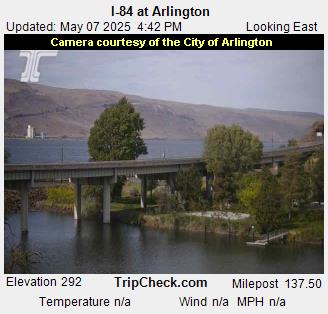 I-84 at Arlington
Updated: May 07 2025 4:42 PM Looking East
Camera courtesy of the City of Arlington
Elevation 292 TripCheck.com Milepost 137.50
Temperature n/a Wind n/a MPH n/a